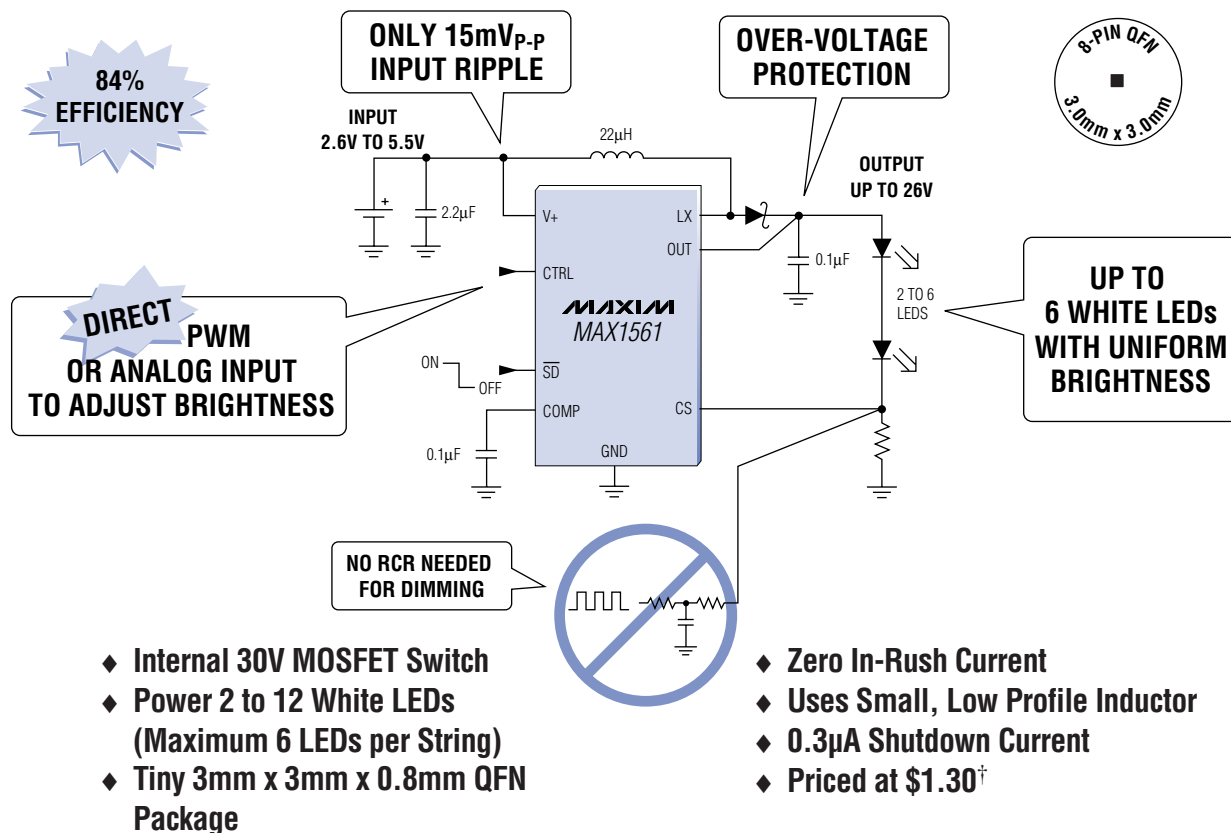 84%
EFFICIENCY
ONLY 15mVP-P
INPUT RIPPLE
OVER-VOLTAGE
PROTECTION
8-PIN QFN
3.0mm x 3.0mm
INPUT
2.6V TO 5.5V
22µH
OUTPUT
UP TO 26V
+
2.2µF
V+
LX
OUT
0.1µF
CTRL
MAXIM
MAX1561
2 TO 6
LEDS
UP TO
6 WHITE LEDs
WITH UNIFORM
BRIGHTNESS
DIRECT PWM
OR ANALOG INPUT
TO ADJUST BRIGHTNESS
ON
OFF
SD
COMP
CS
0.1µF
GND
NO RCR NEEDED
FOR DIMMING
♦ Internal 30V MOSFET Switch
♦ Power 2 to 12 White LEDs
(Maximum 6 LEDs per String)
♦ Tiny 3mm x 3mm x 0.8mm QFN
Package
♦ Zero In-Rush Current
♦ Uses Small, Low Profile Inductor
♦ 0.3µA Shutdown Current
♦ Priced at $1.30†